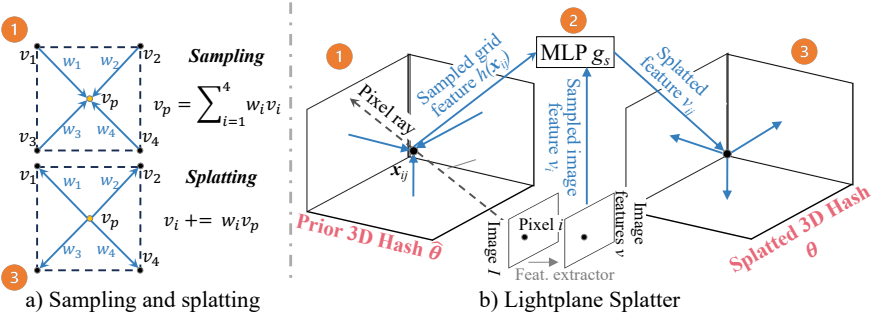 1
v₁
v₂
w₁
w₂
vₚ
w₃
w₄
v₃
v₄
Sampling
vₚ = ∑⁴ᵢ₌₁ wᵢvᵢ
v₁
v₂
w₁
w₂
vₚ
w₃
w₄
v₄
3
Splatting
vᵢ += wᵢvₚ
a) Sampling and splatting
1
Pixel ray
Sampled grid
feature h(xᵢⱼ)
xᵢⱼ
Prior 3D Hash θ̂
2
MLP gₛ
Sampled image
feature vᵢ
Splatted
feature vᵢⱼ
3
Image I
Pixel i
Image
features v
Feat. extractor
Splatted 3D Hash
θ
b) Lightplane Splatter